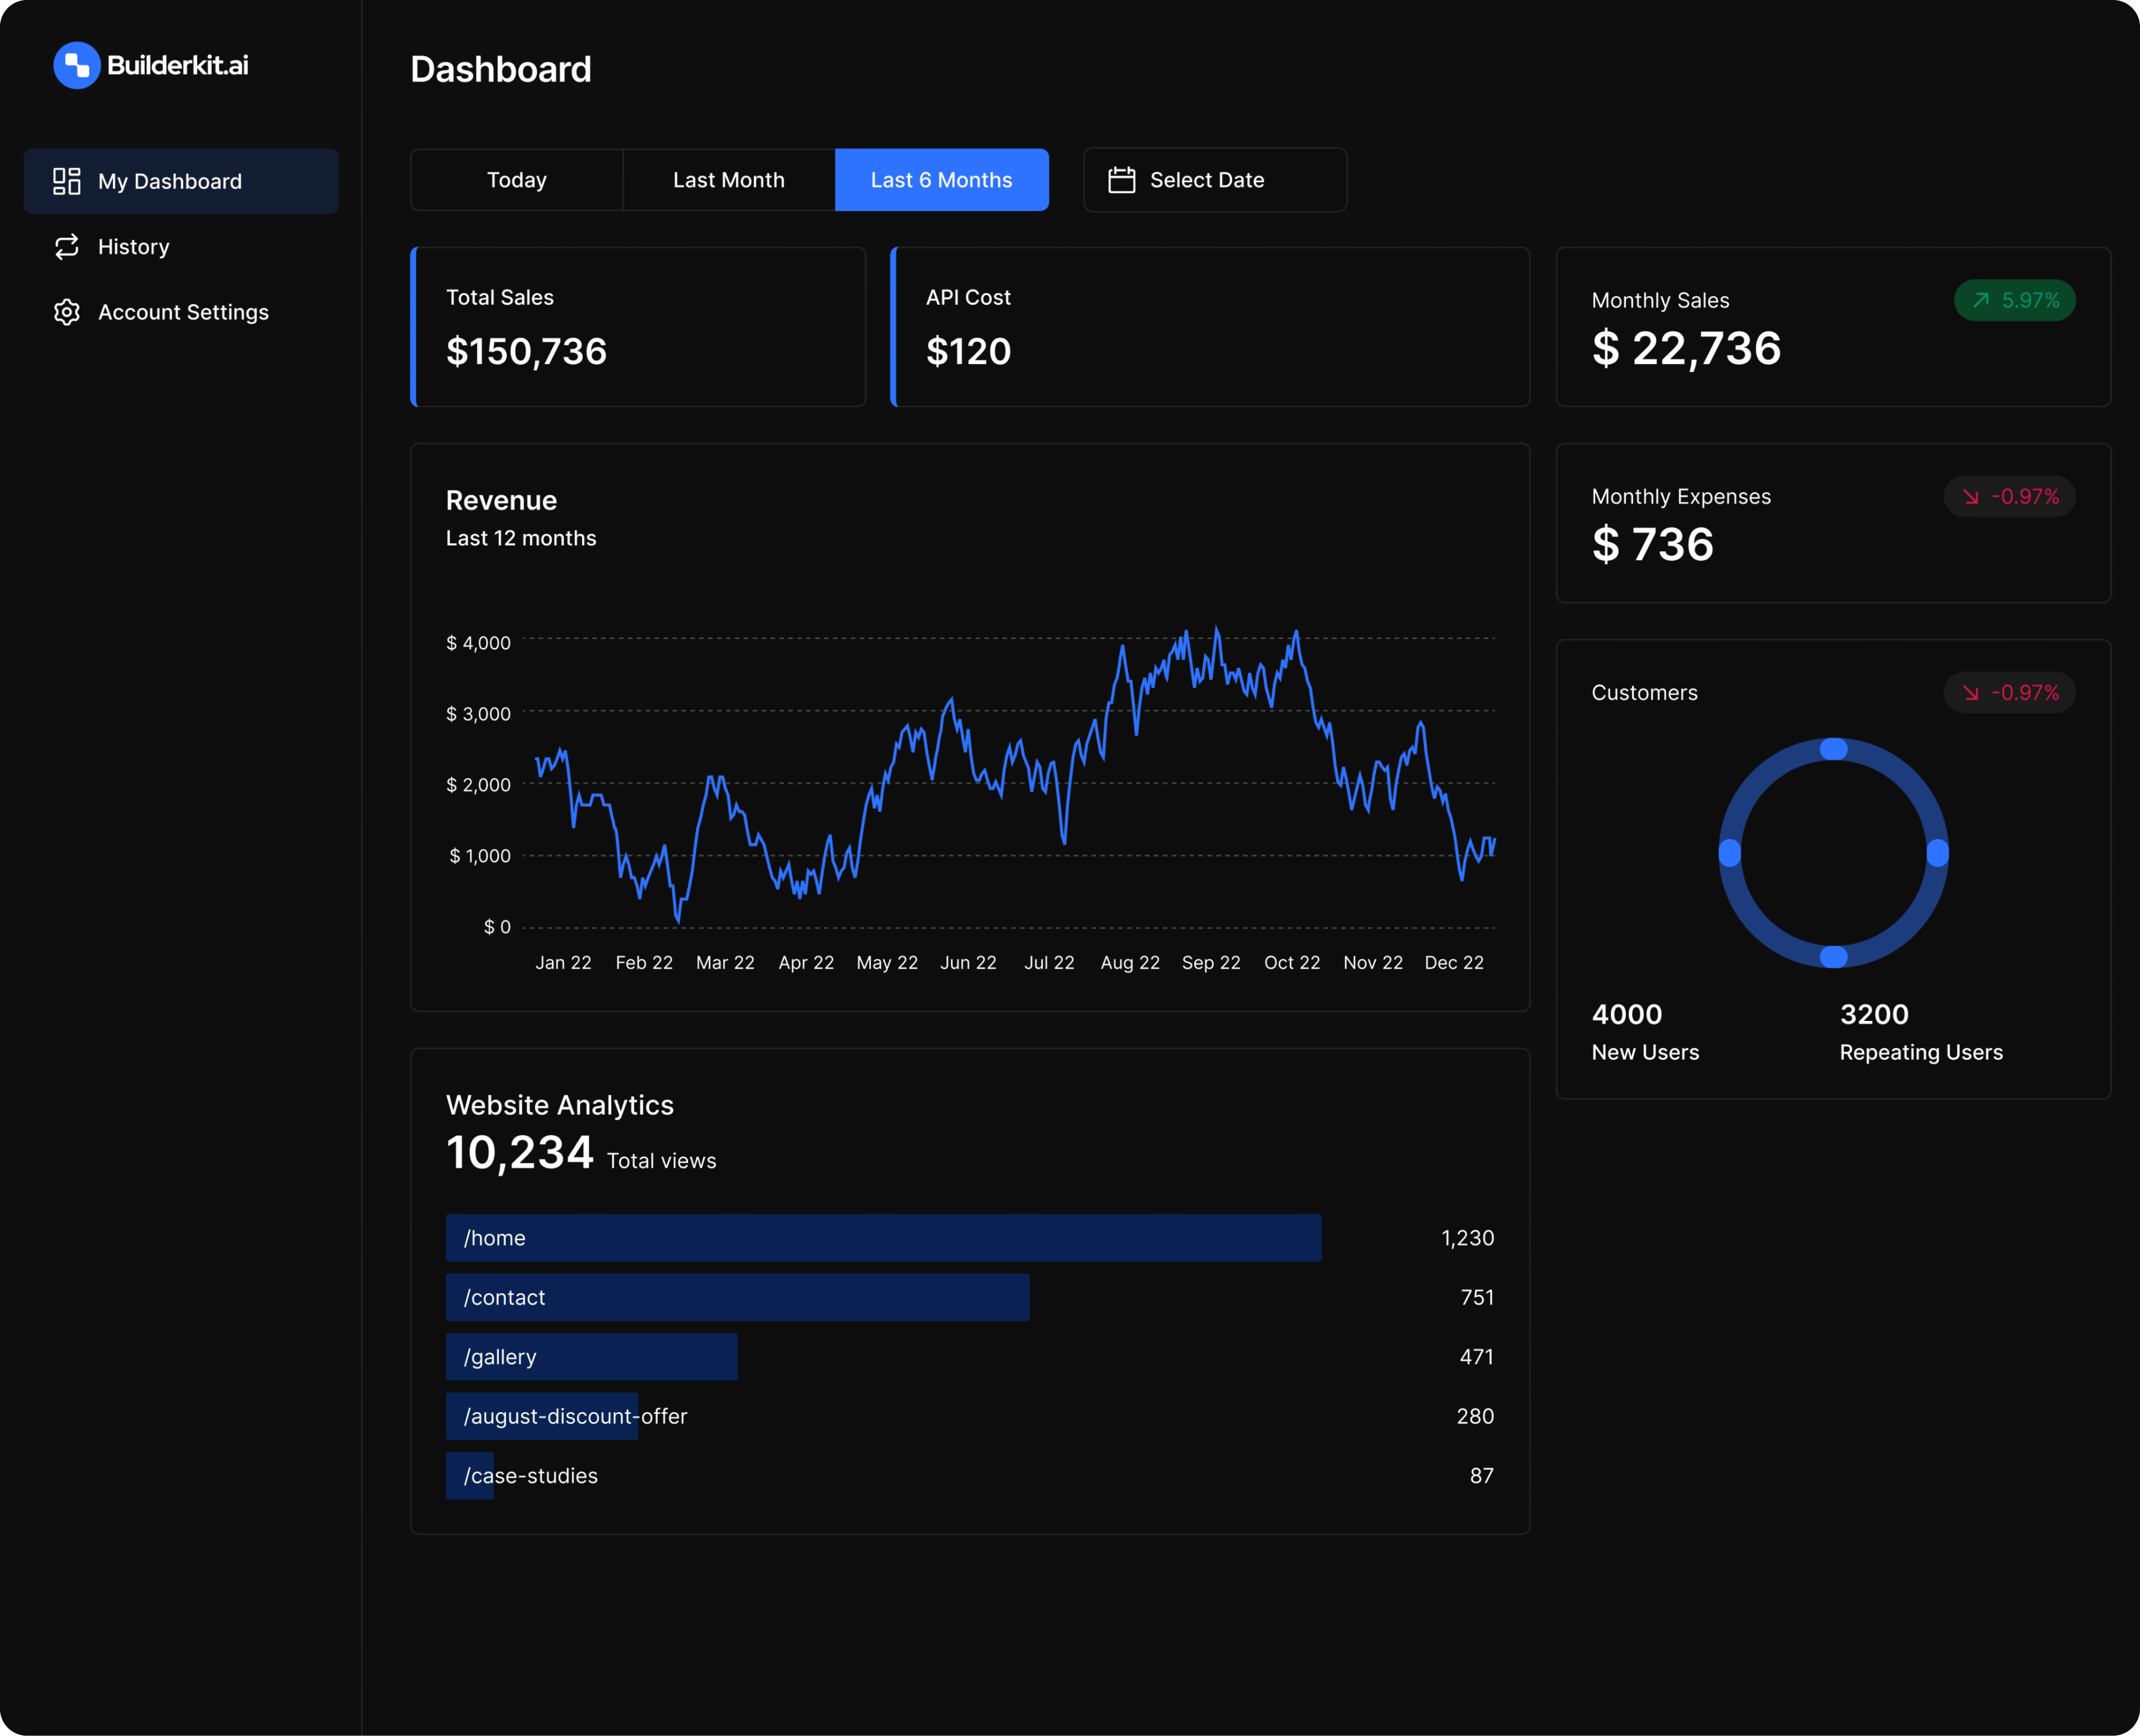 Builderkit.ai
My Dashboard
History
Account Settings
Dashboard
Today
Last Month
Last 6 Months
Select Date
Total Sales
$150,736
API Cost
$120
Monthly Sales
5.97%
$ 22,736
Revenue
Last 12 months
$ 4,000
$ 3,000
$ 2,000
$ 1,000
$ 0
Jan 22 Feb 22 Mar 22 Apr 22 May 22 Jun 22 Jul 22 Aug 22 Sep 22 Oct 22 Nov 22 Dec 22
Monthly Expenses
-0.97%
$ 736
Customers
-0.97%
4000
New Users
3200
Repeating Users
Website Analytics
10,234 Total views
/home 1,230
/contact 751
/gallery 471
/august-discount-offer 280
/case-studies 87